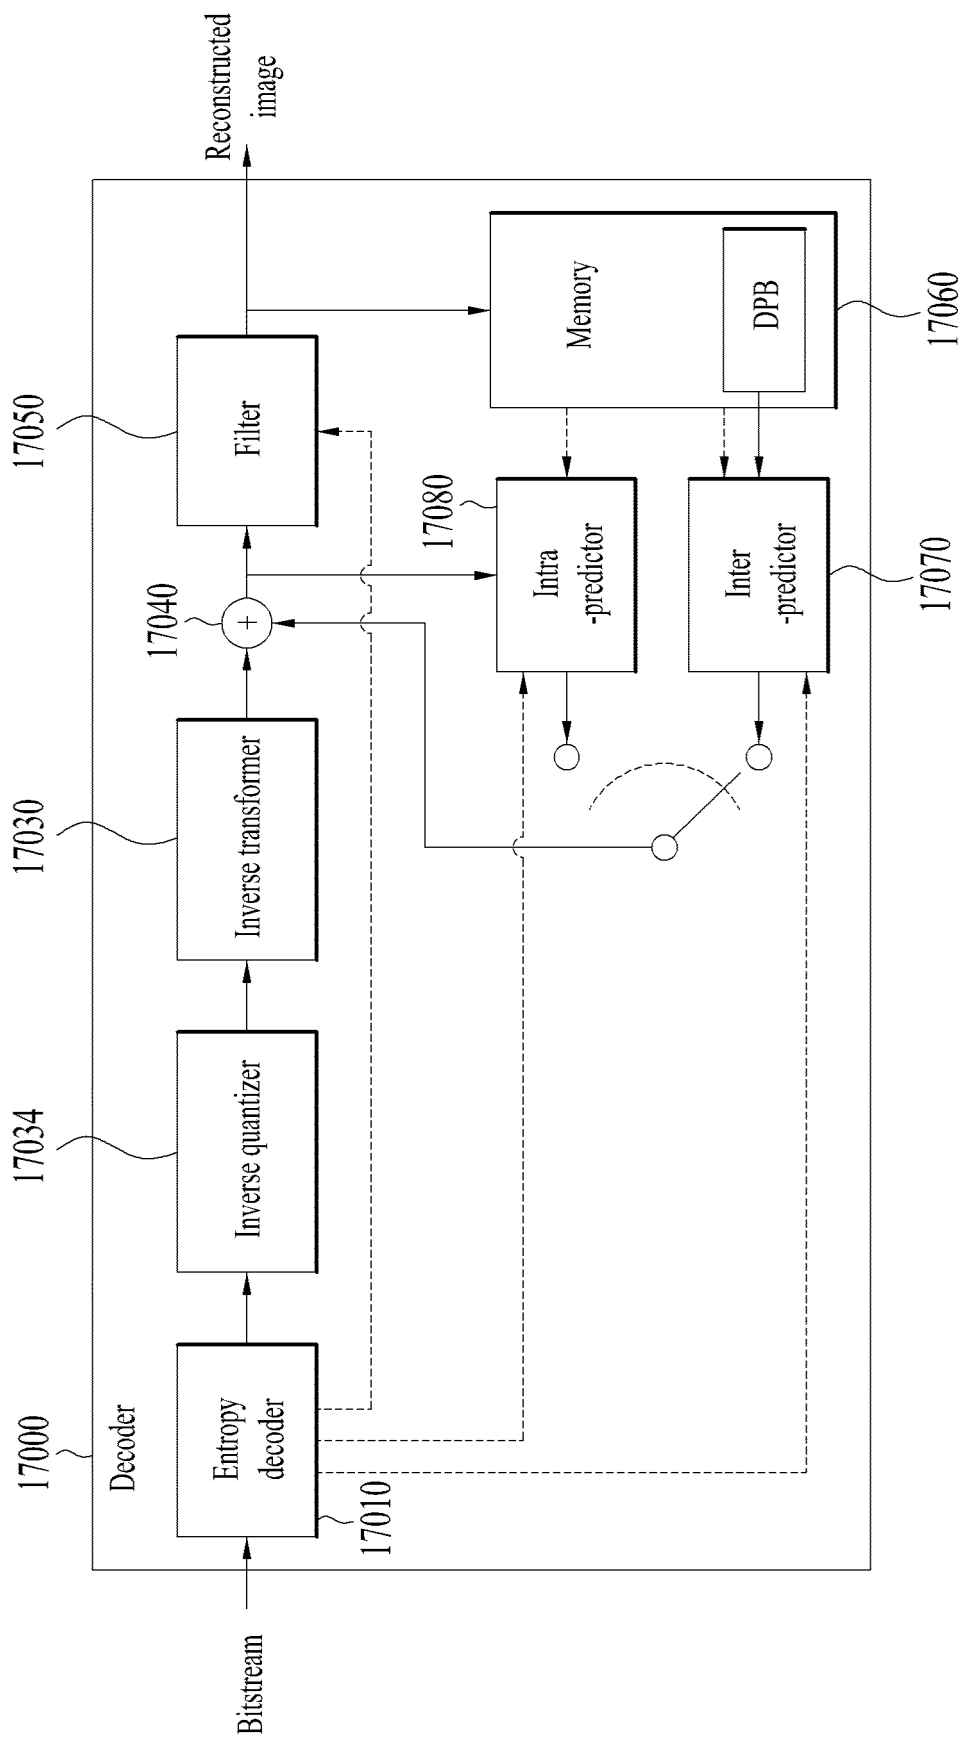 17000
Decoder
Bitstream
Entropy
decoder
17010
17034
Inverse quantizer
17030
Inverse transformer
17040
+
17050
Filter
Reconstructed
image
17080
Intra
-predictor
Inter
-predictor
17070
Memory
DPB
17060